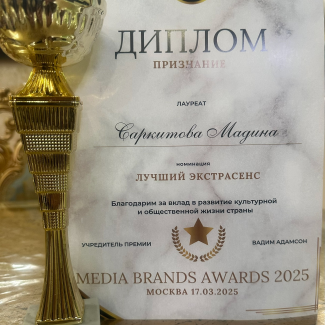 ДИПЛОМ
ПРИЗНАНИЕ
ЛАУРЕАТ
Саркитова Мадина
НОМИНАЦИЯ
ЛУЧШИЙ ЭКСТРАСЕНС
Благодарим за вклад в развитие культурной
и общественной жизни страны
УЧРЕДИТЕЛЬ ПРЕМИИ
ВАДИМ АДАМСОН
MEDIA BRANDS AWARDS 2025
МОСКВА 17.03.2025